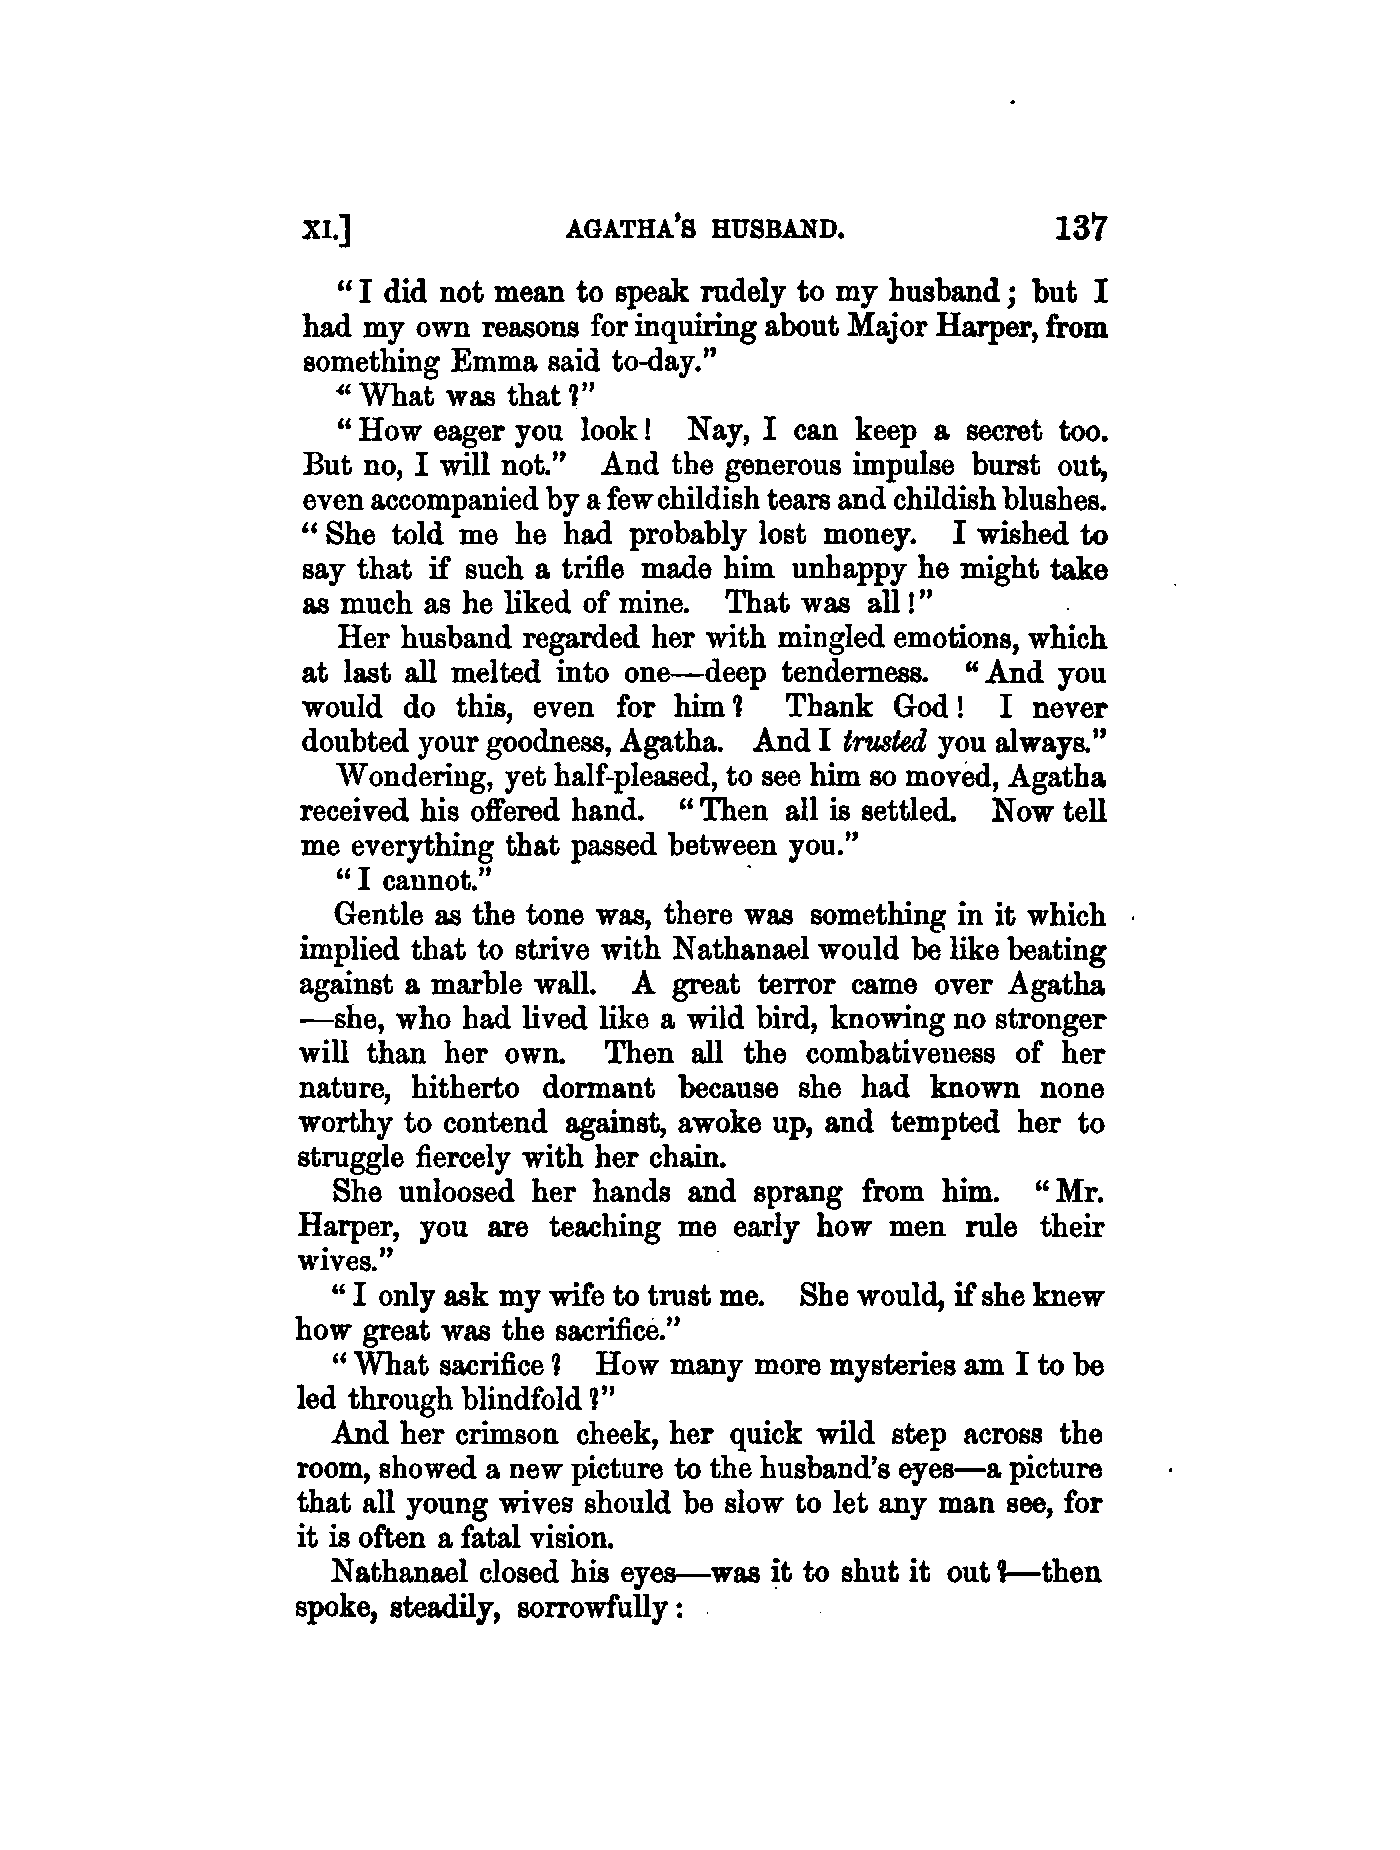 XI.] AGATHA'S HUSBAND. 137
“I did not mean to speak rudely to my husband; but I
had my own reasons for inquiring about Major Harper, from
something Emma said to-day.”
“What was that?”
“How eager you look! Nay, I can keep a secret too.
But no, I will not.” And the generous impulse burst out,
even accompanied by a few childish tears and childish blushes.
“She told me he had probably lost money. I wished to
say that if such a trifle made him unhappy he might take
as much as he liked of mine. That was all!”
Her husband regarded her with mingled emotions, which
at last all melted into one—deep tenderness. “And you
would do this, even for him? Thank God! I never
doubted your goodness, Agatha. And I trusted you always.”
Wondering, yet half-pleased, to see him so moved, Agatha
received his offered hand. “Then all is settled. Now tell
me everything that passed between you.”
“I cannot.”
Gentle as the tone was, there was something in it which
implied that to strive with Nathanael would be like beating
against a marble wall. A great terror came over Agatha
—she, who had lived like a wild bird, knowing no stronger
will than her own. Then all the combativeness of her
nature, hitherto dormant because she had known none
worthy to contend against, awoke up, and tempted her to
struggle fiercely with her chain.
She unloosed her hands and sprang from him. “Mr.
Harper, you are teaching me early how men rule their
wives.”
“I only ask my wife to trust me. She would, if she knew
how great was the sacrifice.”
“What sacrifice? How many more mysteries am I to be
led through blindfold?”
And her crimson cheek, her quick wild step across the
room, showed a new picture to the husband's eyes—a picture
that all young wives should be slow to let any man see, for
it is often a fatal vision.
Nathanael closed his eyes—was it to shut it out?—then
spoke, steadily, sorrowfully: